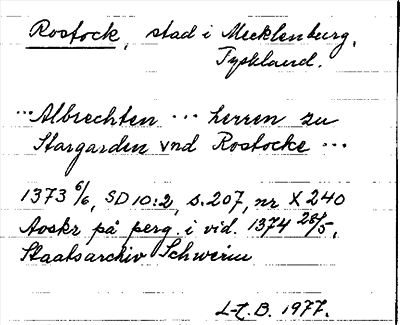 Rostock, stad i Mecklenburg,
Tyskland.
...Albrechten ... herren zu
Stargarden vnd Rostocke ...
1373 6/6, SD 10:2, s. 207, nr X 240
Avskr på perg. i vid. 1374 28/5,
Staatsarchiv Schwerin
L-t. B. 1977.